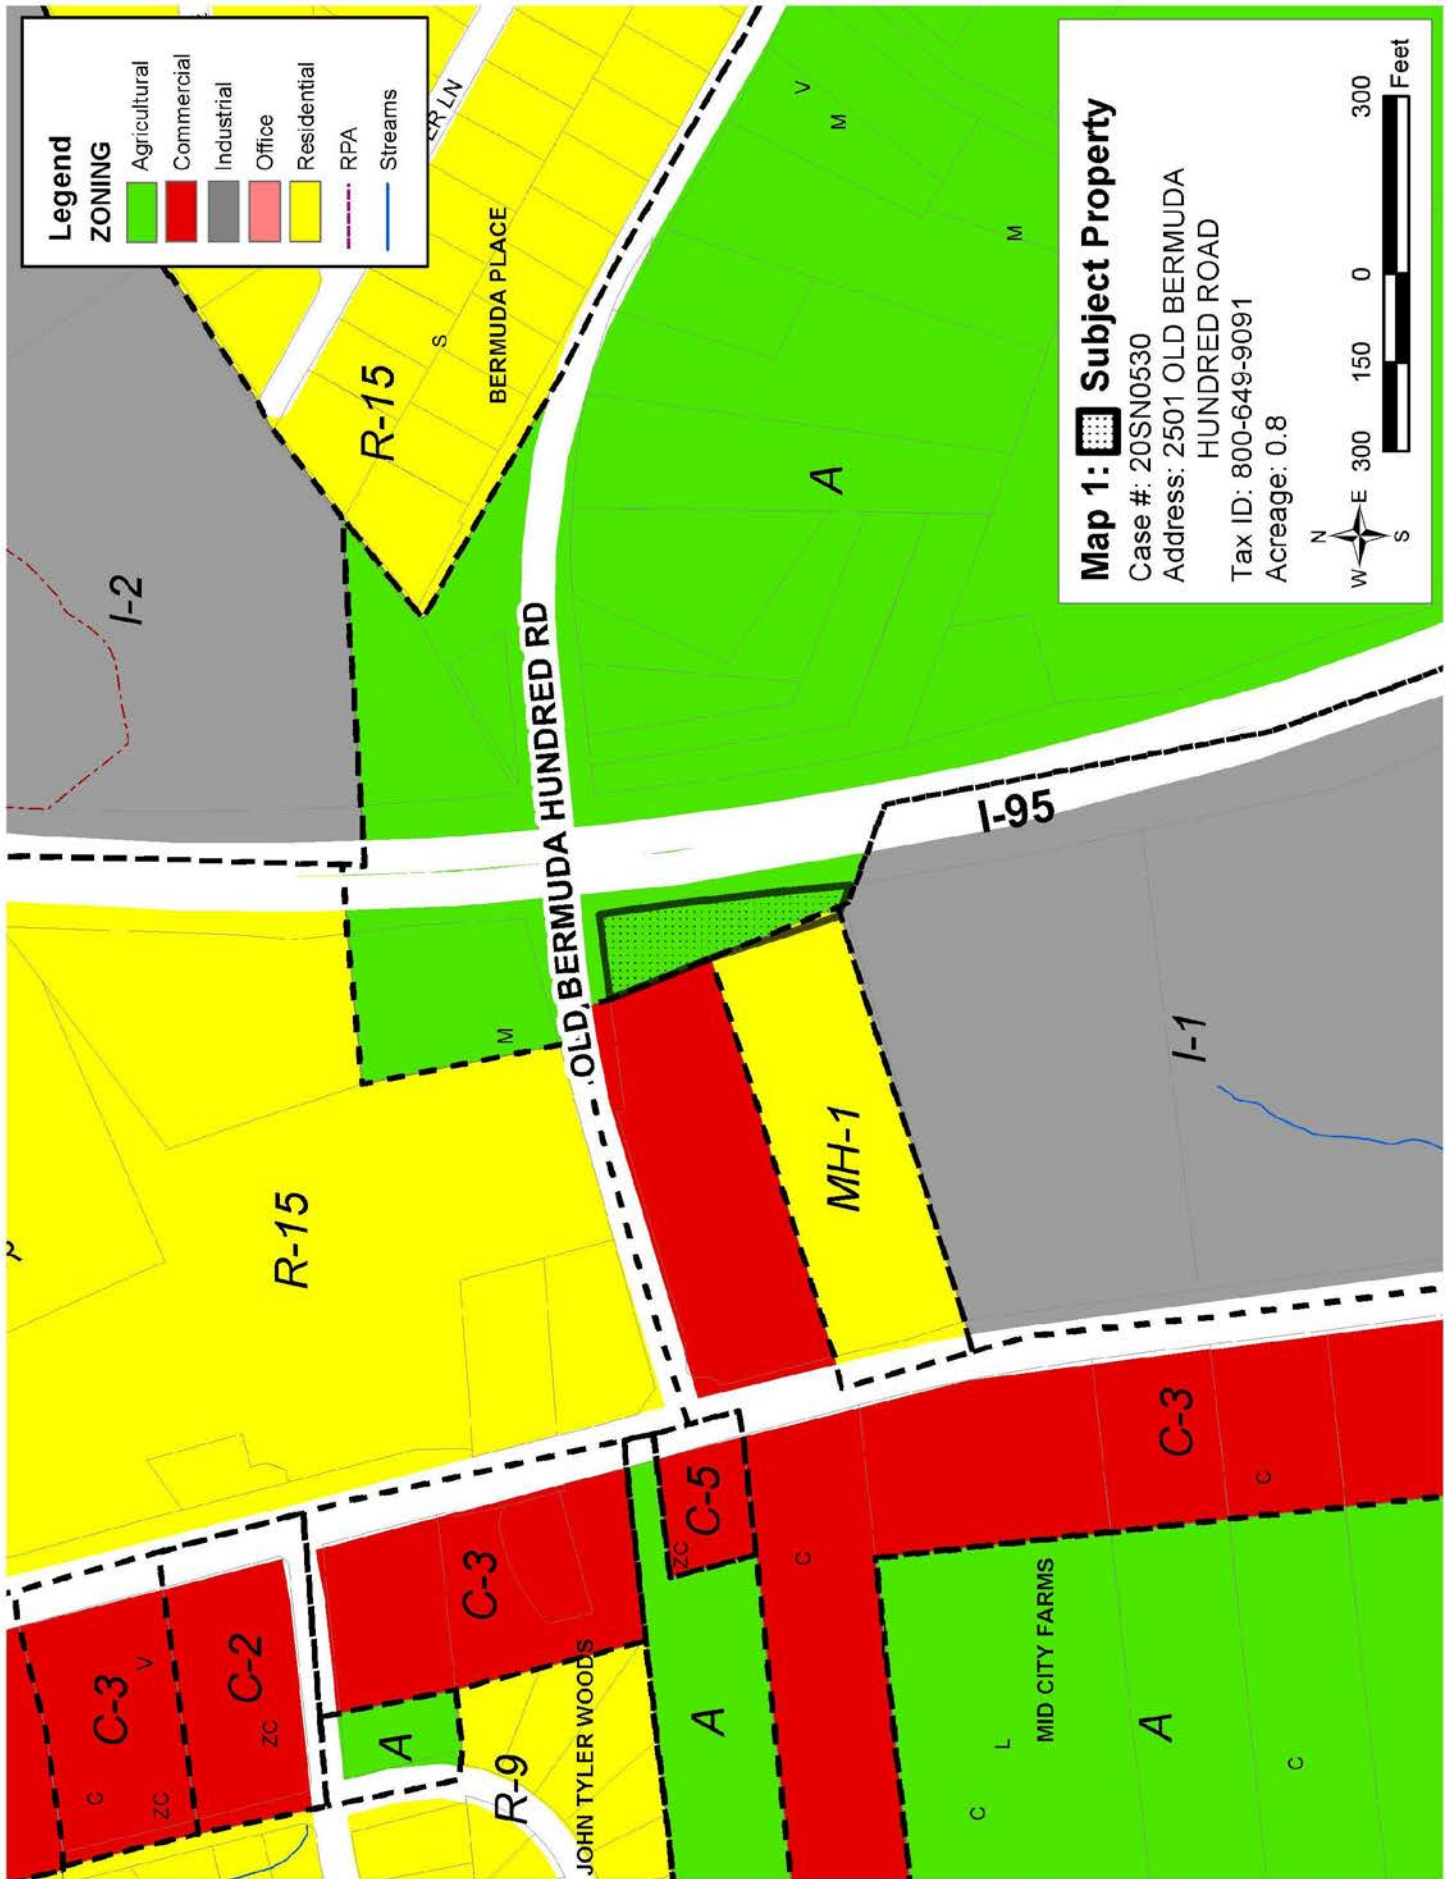 Legend
ZONING
Agricultural
Commercial
Industrial
Office
Residential
RPA
Streams
ER LN
I-2
R-15
S
BERMUDA PLACE
V
M
M
A
OLD BERMUDA HUNDRED RD
I-95
M
R-15
MH-1
I-1
C-3
V
C
ZC
C-2
ZC
C-3
A
R-9
JOHN TYLER WOODS
C-5
ZC
A
C
C-3
C
MID CITY FARMS
L
C
A
C
Map 1: Subject Property
Case #: 20SN0530
Address: 2501 OLD BERMUDA
HUNDRED ROAD
Tax ID: 800-649-9091
Acreage: 0.8
N
W E
S
300 150 0 300
Feet